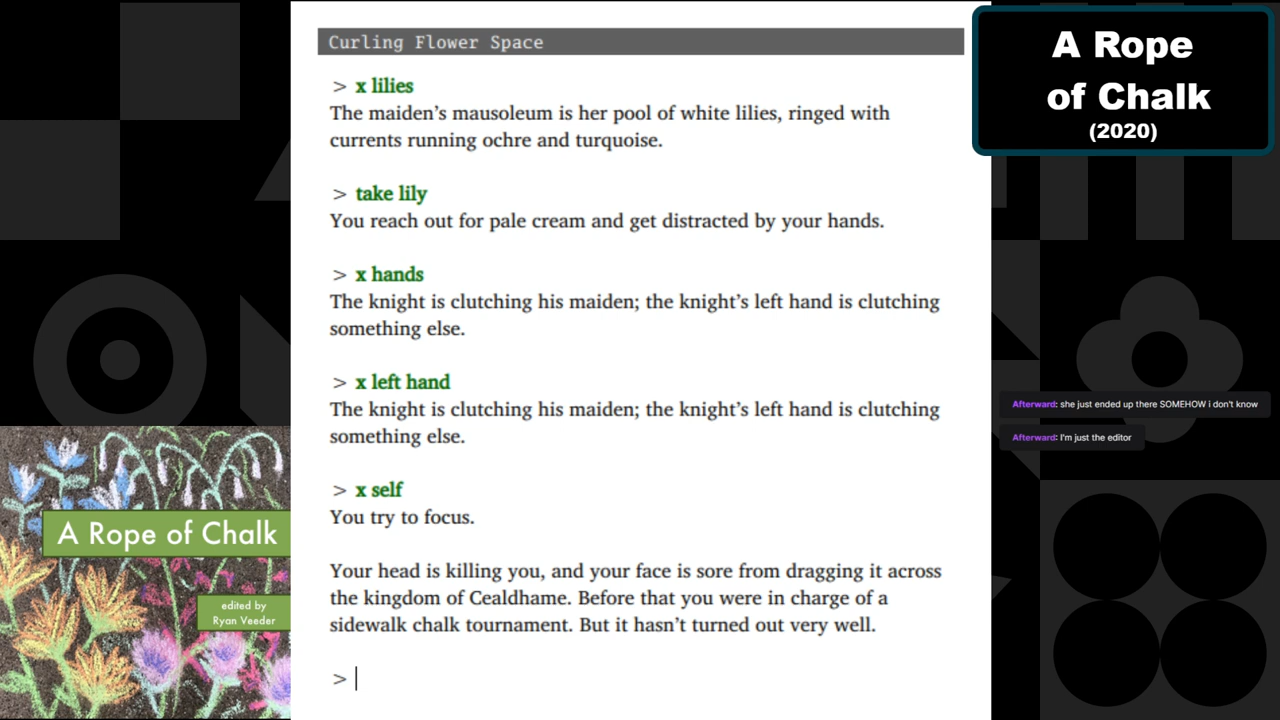 Curling Flower Space
> x lilies
The maiden’s mausoleum is her pool of white lilies, ringed with
currents running ochre and turquoise.
> take lily
You reach out for pale cream and get distracted by your hands.
> x hands
The knight is clutching his maiden; the knight’s left hand is clutching
something else.
> x left hand
The knight is clutching his maiden; the knight’s left hand is clutching
something else.
> x self
You try to focus.
Your head is killing you, and your face is sore from dragging it across
the kingdom of Cealdhame. Before that you were in charge of a
sidewalk chalk tournament. But it hasn’t turned out very well.
>
A Rope
of Chalk
(2020)
Afterward: she just ended up there SOMEHOW i don't know
Afterward: I'm just the editor
A Rope of Chalk
edited by
Ryan Veeder